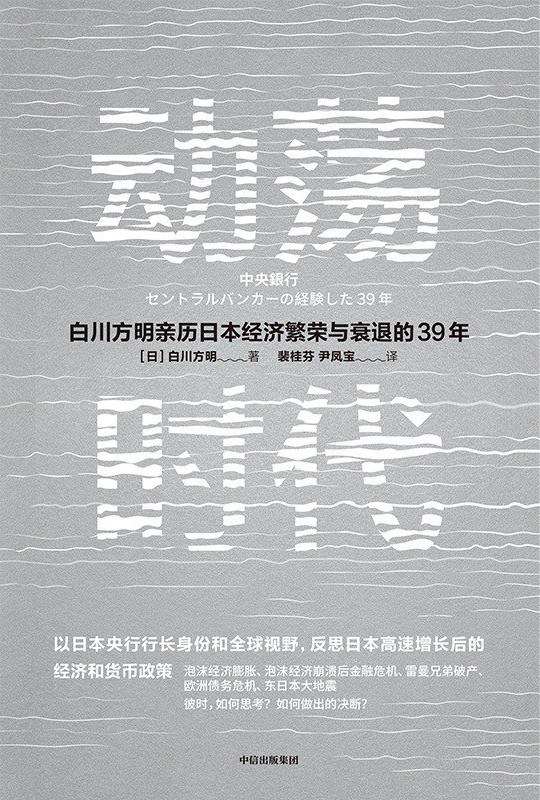 动荡
中央銀行
セントラルバンカーの経験した39年
白川方明亲历日本经济繁荣与衰退的39年
［日］白川方明 著 裴桂芬 尹凤宝 译
时代
以日本央行行长身份和全球视野，反思日本高速增长后的
经济和货币政策 泡沫经济膨胀、泡沫经济崩溃后金融危机、雷曼兄弟破产、
欧洲债务危机、东日本大地震
彼时，如何思考？如何做出的决断？
中信出版集团